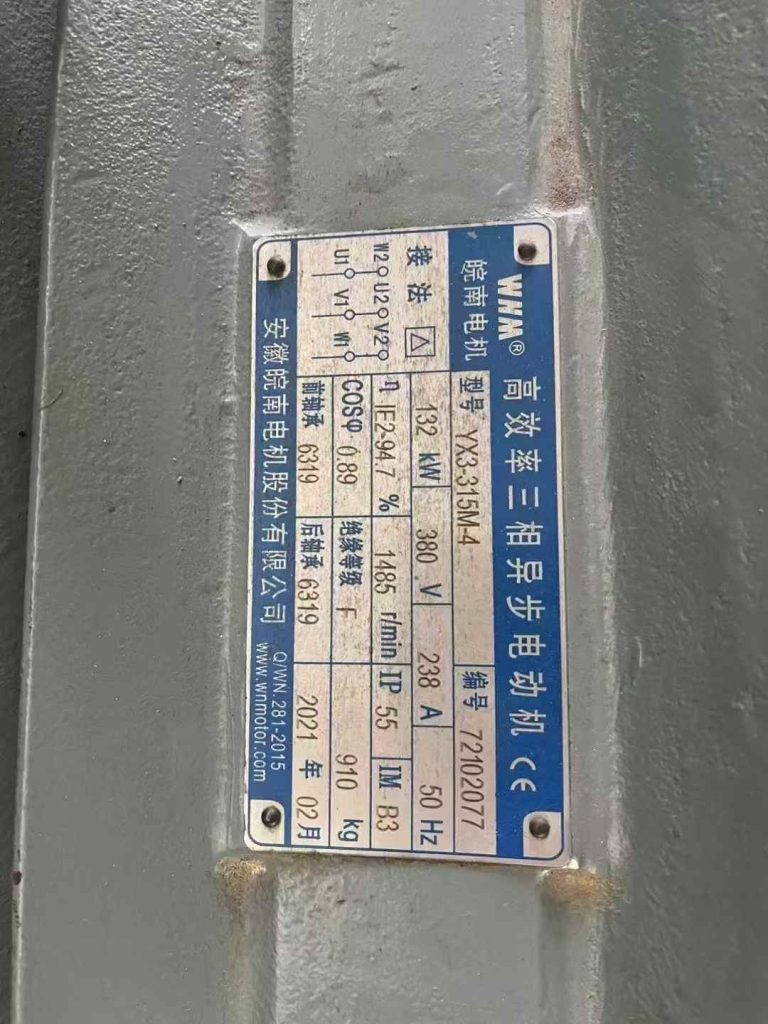 WNM® 高效率三相异步电动机 CE
皖南电机 型号 YX3-315M-4 编号 72102077
接法 △ 132 kW 380 V 238 A 50 Hz
W2 U2 V2 η IE2-94.7 % 1485 r/min IP 55 IM B3
U1 V1 W1 COSφ 0.89 绝缘等级 F 910 kg
前轴承 6319 后轴承 6319 2021 年 02月
安徽皖南电机股份有限公司 Q/WN.281-2015
www.wnmotor.com